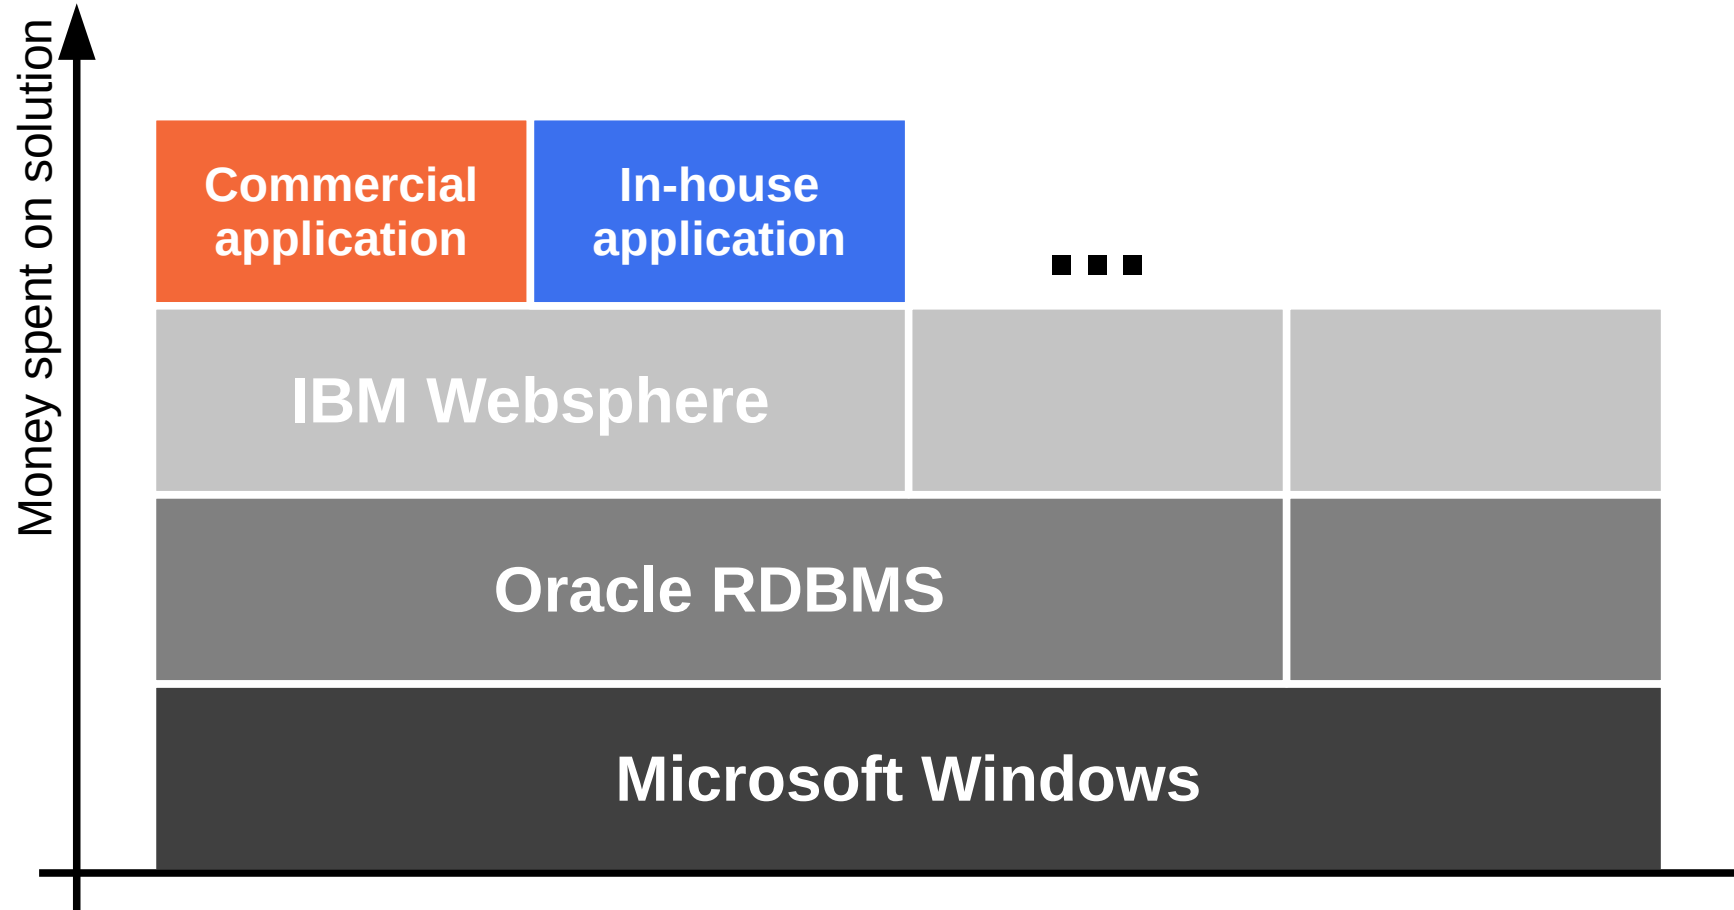 Money spent on solution
Commercial
application
In-house
application
...
IBM Websphere
Oracle RDBMS
Microsoft Windows